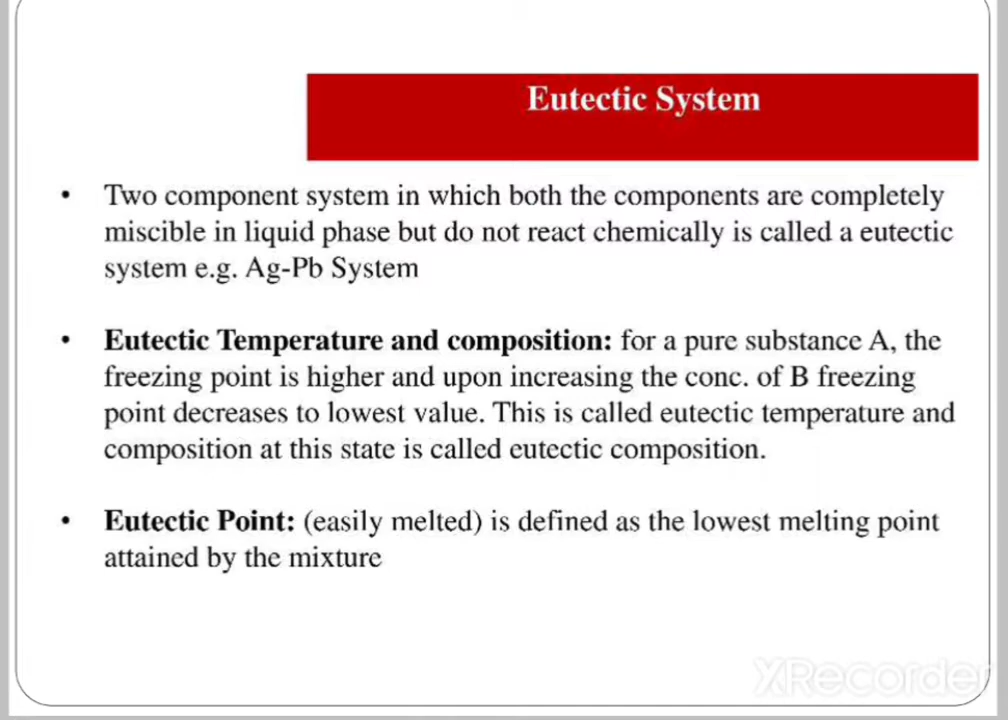 Eutectic System
• Two component system in which both the components are completely
miscible in liquid phase but do not react chemically is called a eutectic
system e.g. Ag-Pb System
• Eutectic Temperature and composition: for a pure substance A, the
freezing point is higher and upon increasing the conc. of B freezing
point decreases to lowest value. This is called eutectic temperature and
composition at this state is called eutectic composition.
• Eutectic Point: (easily melted) is defined as the lowest melting point
attained by the mixture
XRecorder